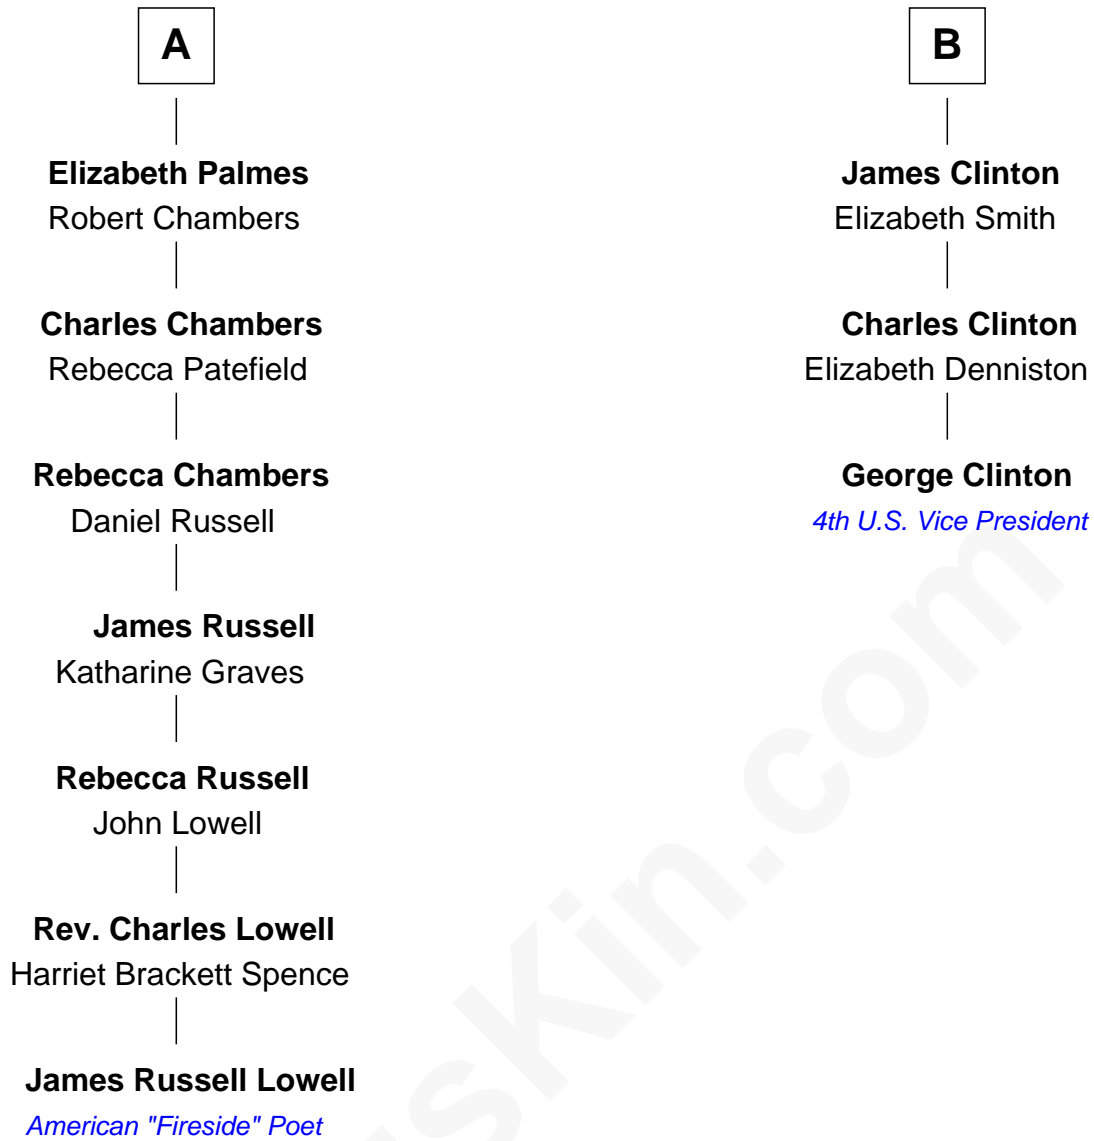 A
Elizabeth Palmes
Robert Chambers
Charles Chambers
Rebecca Patefield
Rebecca Chambers
Daniel Russell
James Russell
Katharine Graves
Rebecca Russell
John Lowell
Rev. Charles Lowell
Harriet Brackett Spence
James Russell Lowell
American "Fireside" Poet
B
James Clinton
Elizabeth Smith
Charles Clinton
Elizabeth Denniston
George Clinton
4th U.S. Vice President
sKin.com